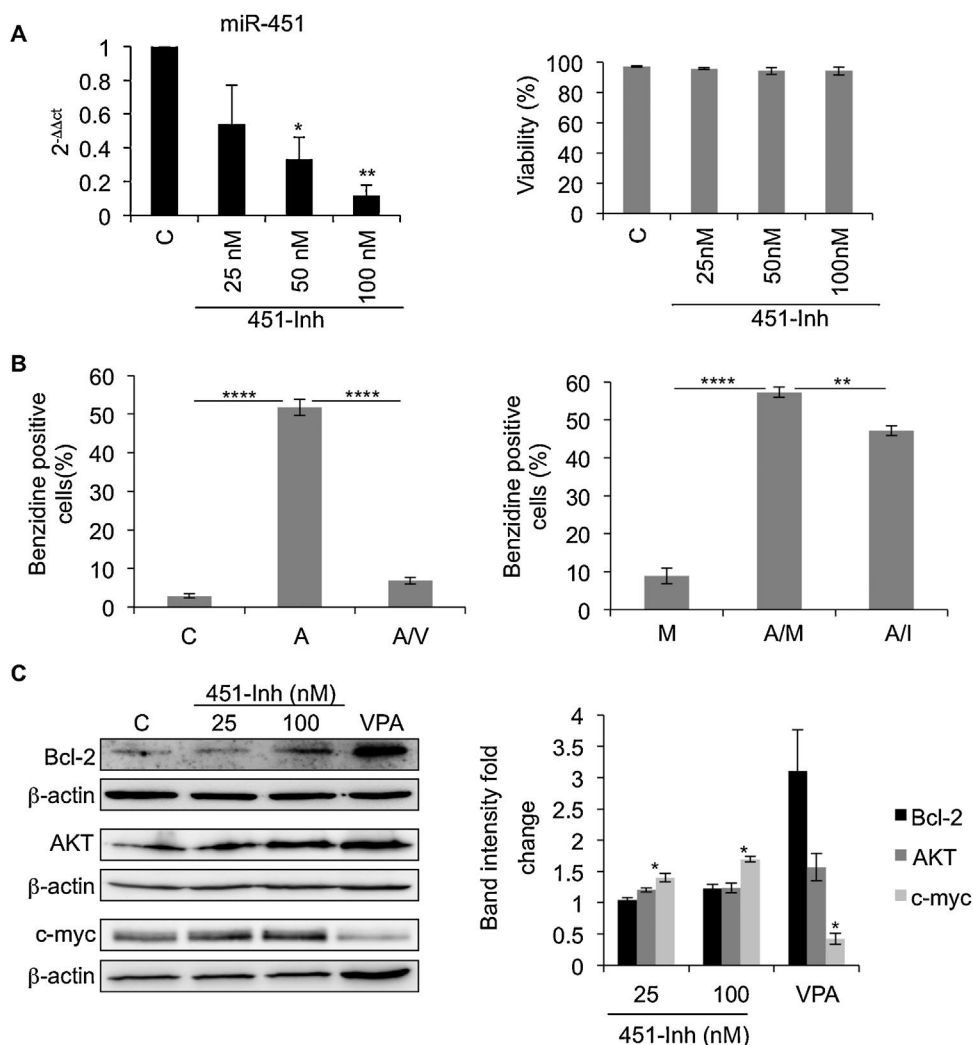 A
miR-451
2^-ΔΔct
1
0.8
0.6
0.4
0.2
0
*
**
C
25 nM
50 nM
100 nM
451-Inh
Viability (%)
100
80
60
40
20
0
C
25nM
50nM
100nM
451-Inh
B
Benzidine positive
cells(%)
60
50
40
30
20
10
0
****
****
C
A
A/V
Benzidine positive
cells (%)
60
50
40
30
20
10
0
****
**
M
A/M
A/I
C
451-Inh (nM)
C
25
100
VPA
Bcl-2
β-actin
AKT
β-actin
c-myc
β-actin
Band intensity fold
change
4
3.5
3
2.5
2
1.5
1
0.5
0
*
*
*
25
100
VPA
451-Inh (nM)
Bcl-2
AKT
c-myc